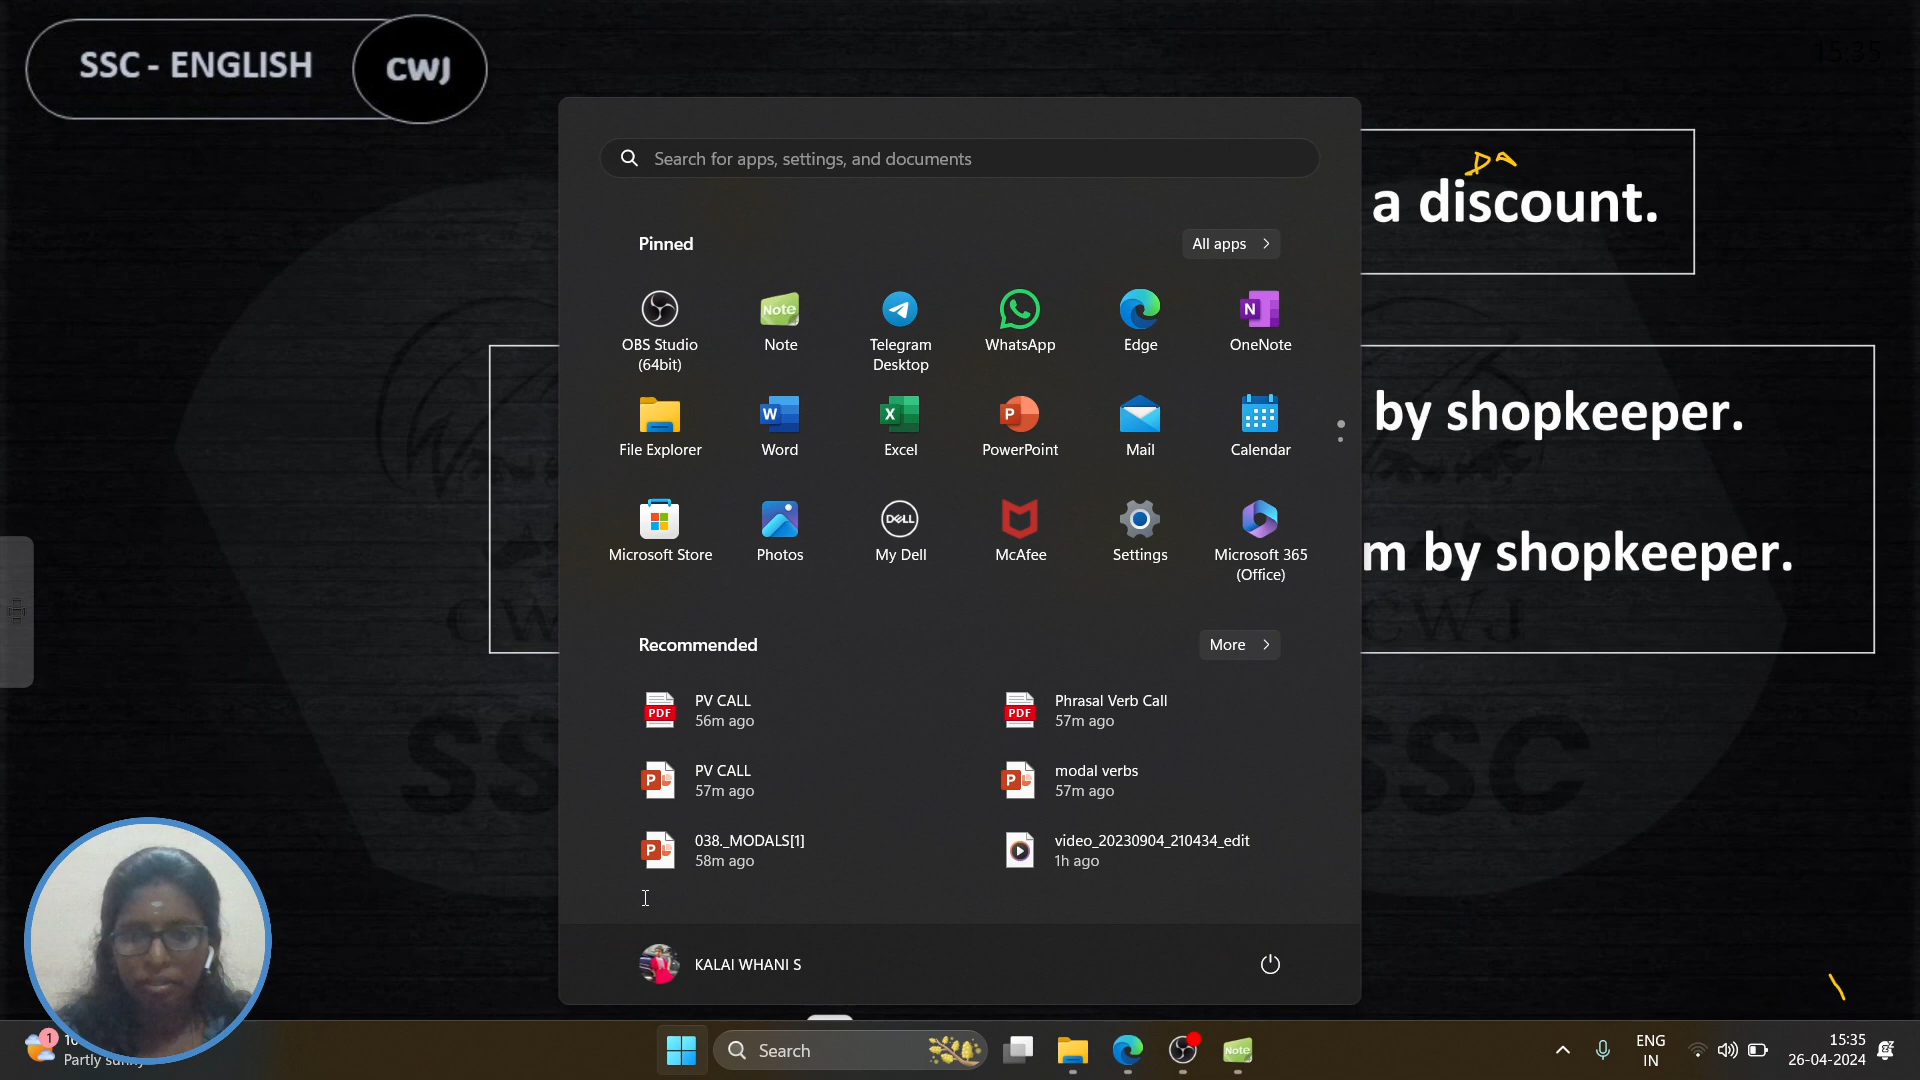 SSC - ENGLISH
CWJ
15:35
Search for apps, settings, and documents
a discount.
Pinned
All apps
OBS Studio (64bit)
Note
Telegram Desktop
WhatsApp
Edge
OneNote
File Explorer
Word
Excel
PowerPoint
Mail
Calendar
by shopkeeper.
Microsoft Store
Photos
My Dell
McAfee
Settings
Microsoft 365 (Office)
m by shopkeeper.
Recommended
More
PV CALL
56m ago
Phrasal Verb Call
57m ago
PV CALL
57m ago
modal verbs
57m ago
038._MODALS[1]
58m ago
video_20230904_210434_edit
1h ago
KALAI WHANI S
Partly sunny
Search
ENG
IN
15:35
26-04-2024